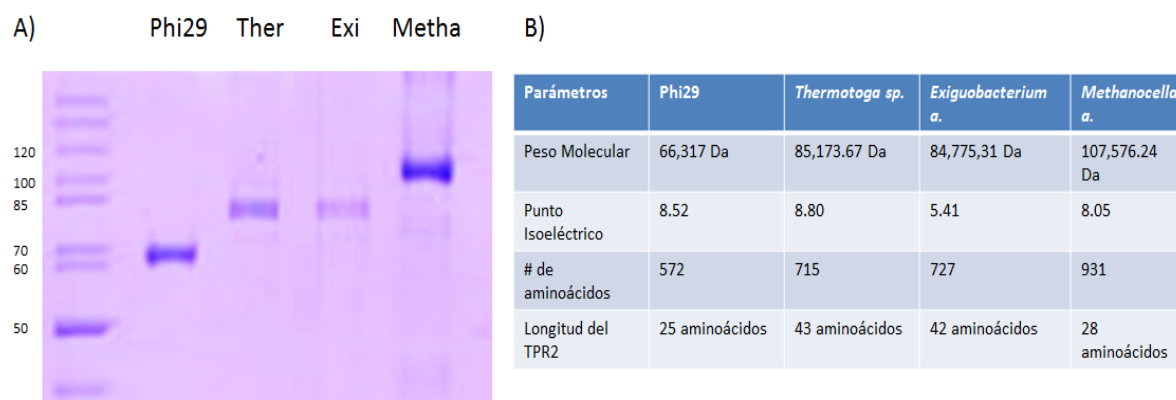 A)
Phi29 Ther Exi Metha
120
100
85
70
60
50
B)
Parámetros Phi29 Thermotoga sp. Exiguobacterium a. Methanocella a.
Peso Molecular 66,317 Da 85,173.67 Da 84,775,31 Da 107,576.24 Da
Punto Isoeléctrico 8.52 8.80 5.41 8.05
# de aminoácidos 572 715 727 931
Longitud del TPR2 25 aminoácidos 43 aminoácidos 42 aminoácidos 28 aminoácidos